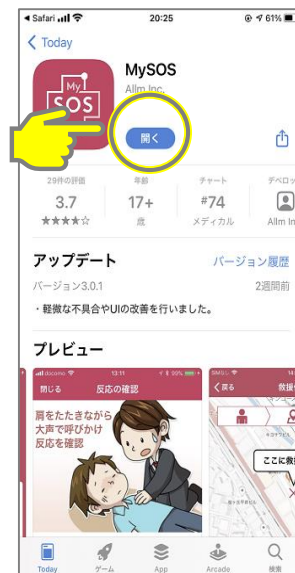 Safari 20:25 61%
Today
My
SOS
MySOS
Allm Inc.
開く
29件の評価 年齢 チャート デベロッ
3.7 17+ #74
歳 メディカル Allm In
アップデート バージョン履歴
バージョン3.0.1 2週間前
・軽微な不具合やUIの改善を行いました。
プレビュー
docomo 13:11
閉じる 反応の確認
戻る 救援
肩をたたきながら
大声で呼びかけ
反応を確認
ここに救
Today ゲーム App Arcade 検索